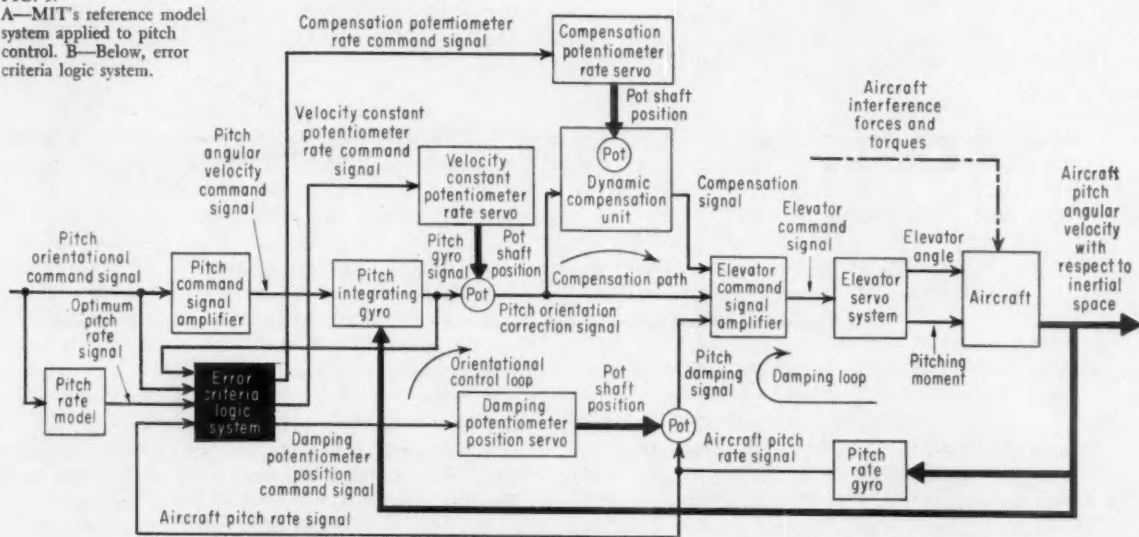 A—MIT's reference model
system applied to pitch
control. B—Below, error
criteria logic system.
Compensation potentiometer
rate command signal
Compensation
potentiometer
rate servo
Pot shaft
position
Aircraft
interference
forces and
torques
Velocity constant
potentiometer
rate command
signal
Pitch
angular
velocity
command
signal
Velocity
constant
potentiometer
rate servo
Pot
Dynamic
compensation
unit
Compensation
signal
Elevator
command
signal
Elevator
angle
Aircraft
pitch
angular
velocity
with
respect to
inertial
space
Pitch
orientational
command signal
Pitch
command
signal
amplifier
Pitch
integrating
gyro
Pitch
gyro
signal
Pot shaft
position
Pot
Compensation path
Pitch orientation
correction signal
Elevator
command
signal
amplifier
Elevator
servo
system
Aircraft
Optimum
pitch rate
signal
Pitch
rate
model
Error
criteria
logic
system
Orientational
control loop
Pot shaft
position
Pitch
damping
signal
Damping loop
Pitching
moment
Damping
potentiometer
position servo
Pot
Damping
potentiometer
position
command signal
Aircraft pitch
rate signal
Pitch
rate
gyro
Aircraft pitch rate signal